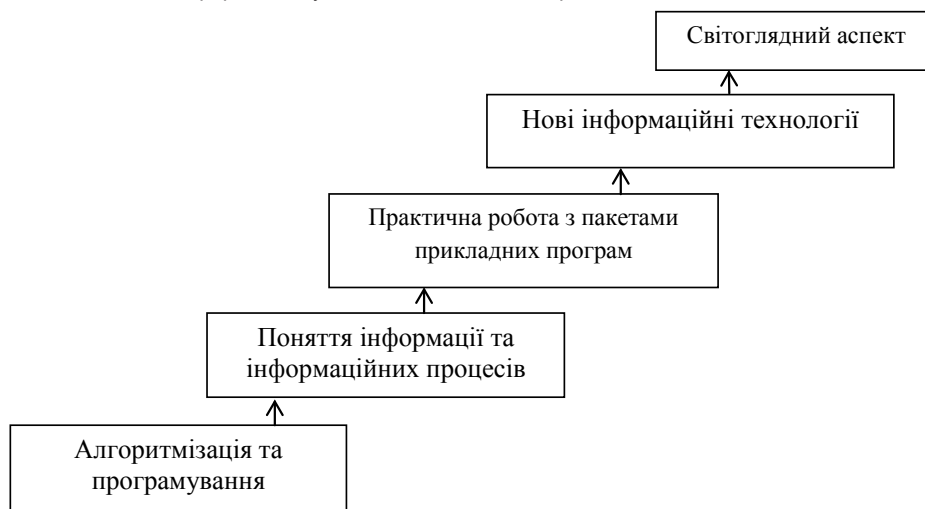 Світоглядний аспект
Нові інформаційні технології
Практична робота з пакетами
прикладних програм
Поняття інформації та
інформаційних процесів
Алгоритмізація та
програмування